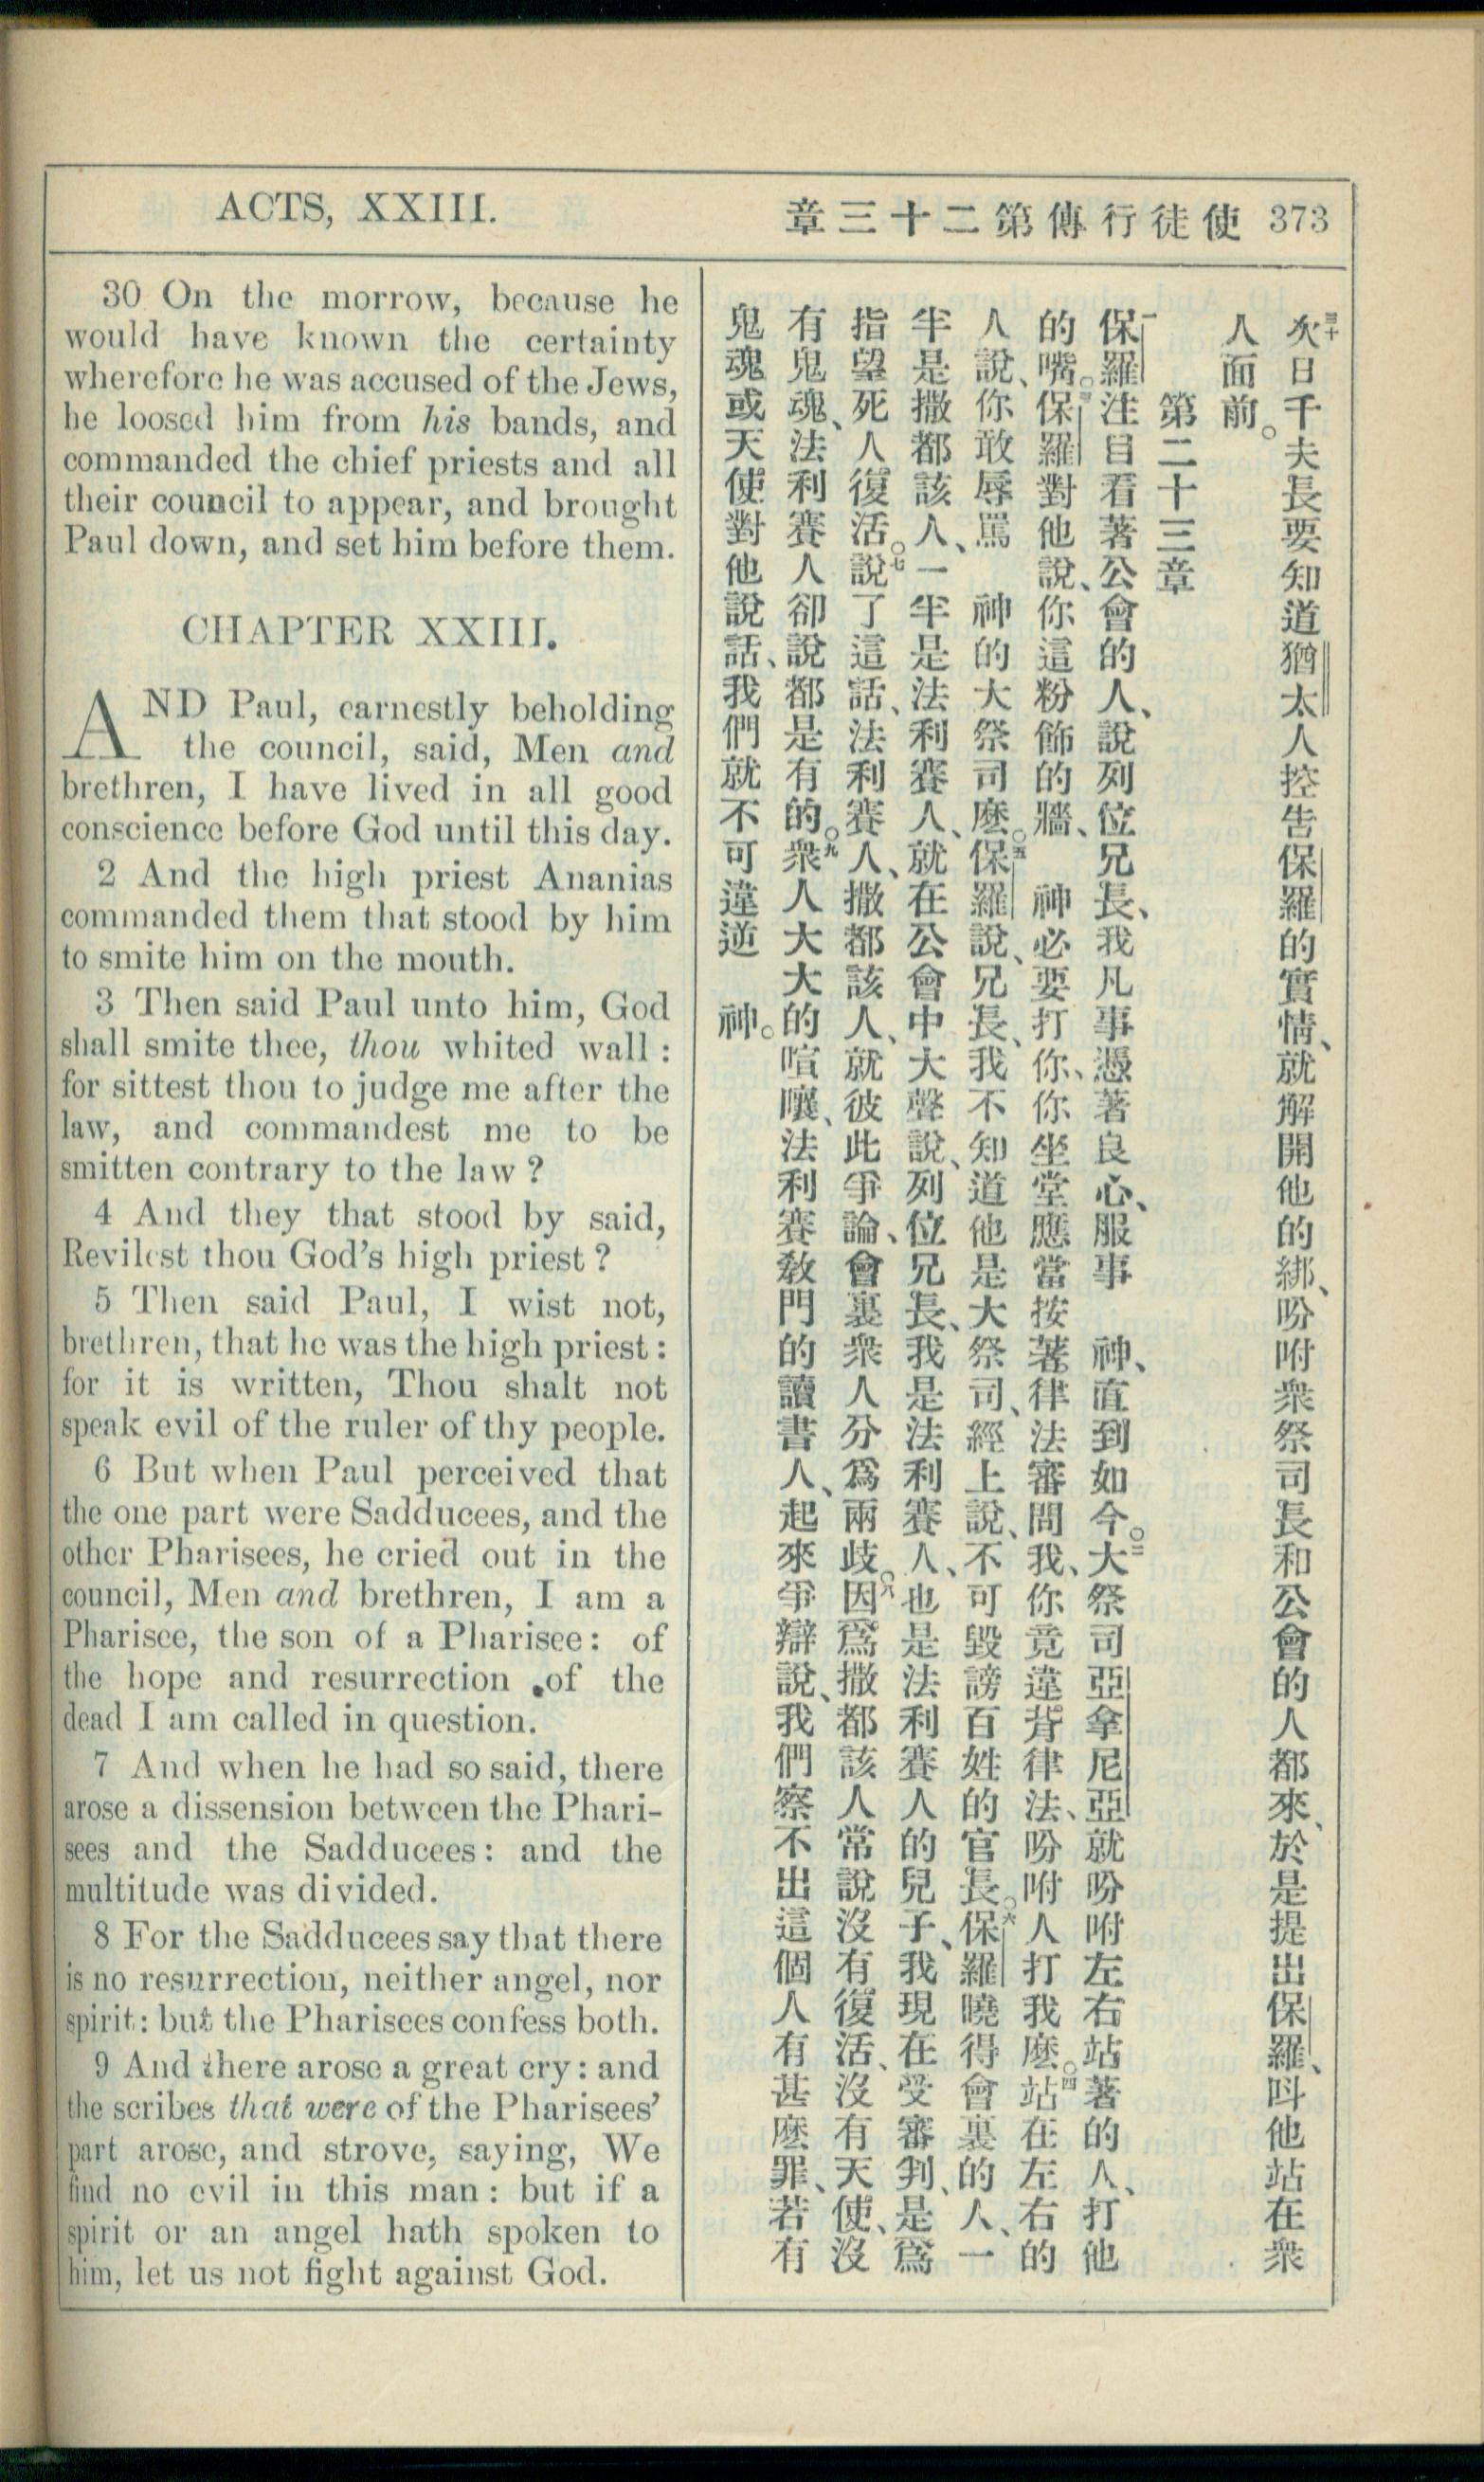 ACTS, XXIII.
章三十二第傳行徒使 373
30 On the morrow, because he
would have known the certainty
wherefore he was accused of the Jews,
he loosed him from his bands, and
commanded the chief priests and all
their council to appear, and brought
Paul down, and set him before them.
CHAPTER XXIII.
AND Paul, earnestly beholding
the council, said, Men and
brethren, I have lived in all good
conscience before God until this day.
2 And the high priest Ananias
commanded them that stood by him
to smite him on the mouth.
3 Then said Paul unto him, God
shall smite thee, thou whited wall:
for sittest thou to judge me after the
law, and commandest me to be
smitten contrary to the law?
4 And they that stood by said,
Revilest thou God's high priest?
5 Then said Paul, I wist not,
brethren, that he was the high priest:
for it is written, Thou shalt not
speak evil of the ruler of thy people.
6 But when Paul perceived that
the one part were Sadducees, and the
other Pharisees, he cried out in the
council, Men and brethren, I am a
Pharisee, the son of a Pharisee: of
the hope and resurrection of the
dead I am called in question.
7 And when he had so said, there
arose a dissension between the Phari-
sees and the Sadducees: and the
multitude was divided.
8 For the Sadducees say that there
is no resurrection, neither angel, nor
spirit: but the Pharisees confess both.
9 And there arose a great cry: and
the scribes that were of the Pharisees'
part arose, and strove, saying, We
find no evil in this man: but if a
spirit or an angel hath spoken to
him, let us not fight against God.
三十次日千夫長要知道猶太人控告保羅的實情、就解開他的綁、吩咐衆祭司長和公會的人都來、於是提出保羅、呌他站在衆
人面前。
第二十三章
一保羅注目看著公會的人、說列位兄長、我凡事憑著良心、服事 神、直到如今。○二大祭司亞拿尼亞就吩咐左右站著的人、打他
的嘴。○三保羅對他說、你這粉飾的牆、 神必要打你、你坐堂應當按著律法審問我、你竟違背律法、吩咐人打我麽。○四站在左右的
人說、你敢辱罵 神的大祭司麽。○五保羅說、兄長、我不知道他是大祭司、經上說、不可毀謗百姓的官長。○六保羅曉得會裏的人、一
半是撒都該人、一半是法利賽人、就在公會中大聲說、列位兄長、我是法利賽人、也是法利賽人的兒子、我現在受審判、是爲
指望死人復活。○七說了這話、法利賽人、撒都該人、就彼此爭論、會裏衆人分爲兩歧。○八因爲撒都該人常說沒有復活、沒有天使、沒
有鬼魂、法利賽人卻說都是有的。○九衆人大大的喧嚷、法利賽敎門的讀書人、起來爭辯說、我們察不出這個人有甚麽罪、若有
鬼魂或天使對他說話、我們就不可違逆 神。